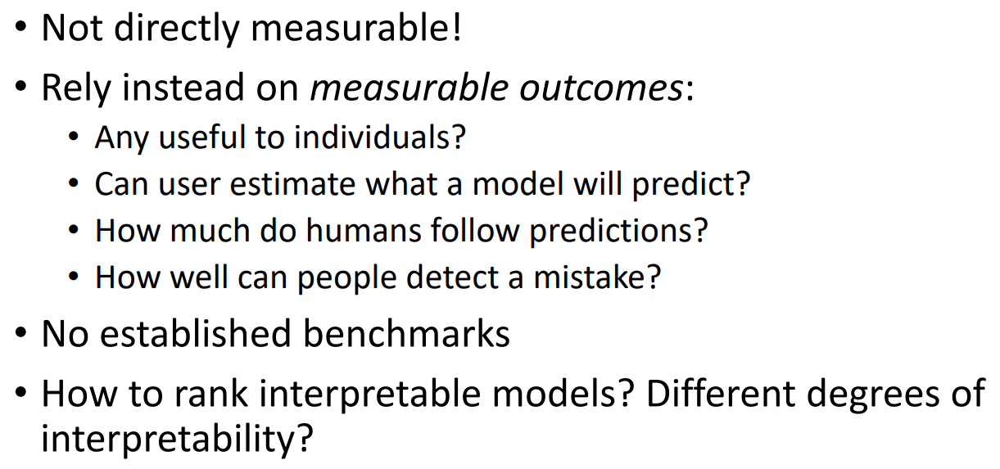 • Not directly measurable!
• Rely instead on measurable outcomes:
• Any useful to individuals?
• Can user estimate what a model will predict?
• How much do humans follow predictions?
• How well can people detect a mistake?
• No established benchmarks
• How to rank interpretable models? Different degrees of
interpretability?